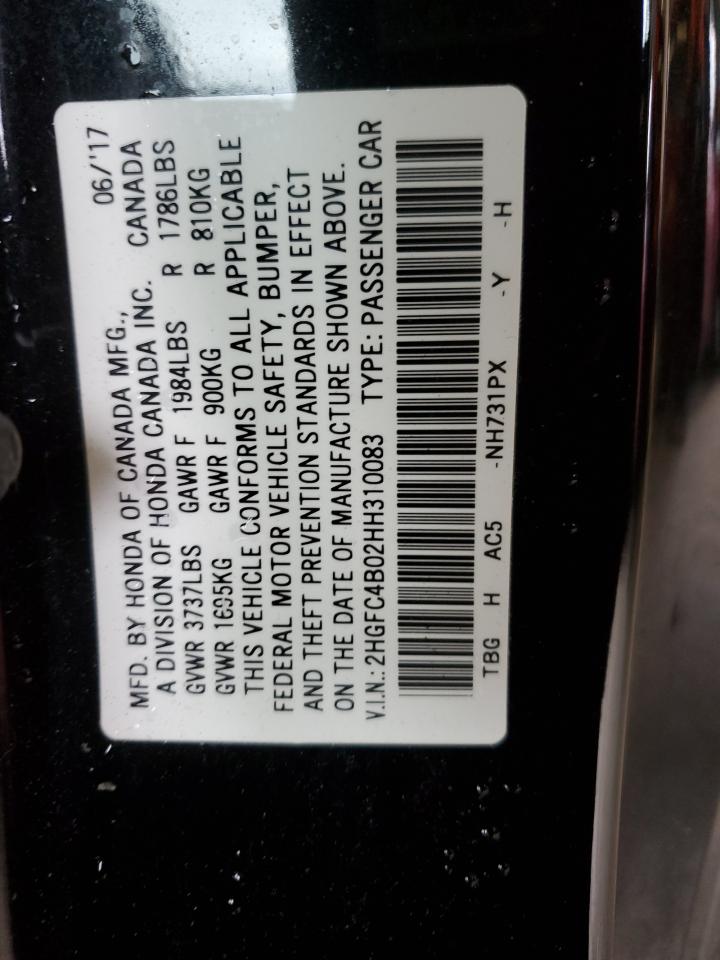 MFD. BY HONDA OF CANADA MFG., 06/'17
A DIVISION OF HONDA CANADA INC. CANADA
GVWR 3737LBS GAWR F 1984LBS R 1786LBS
GVWR 1695KG GAWR F 900KG R 810KG
THIS VEHICLE CONFORMS TO ALL APPLICABLE
FEDERAL MOTOR VEHICLE SAFETY, BUMPER,
AND THEFT PREVENTION STANDARDS IN EFFECT
ON THE DATE OF MANUFACTURE SHOWN ABOVE.
V.I.N.: 2HGFC4B02HH310083 TYPE: PASSENGER CAR
TBG H AC5 -NH731PX -Y -H